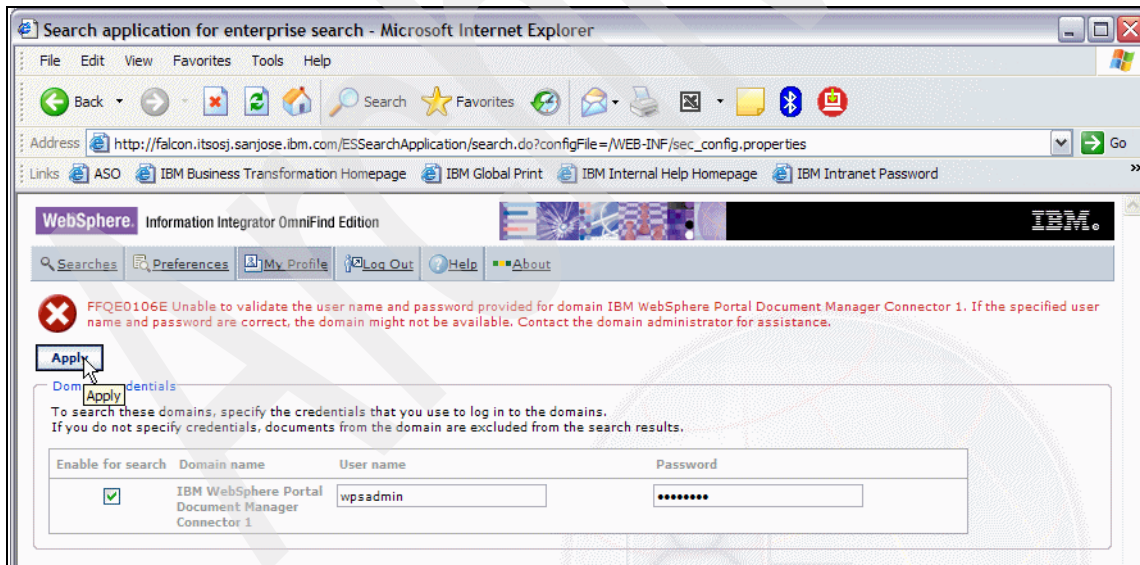 Search application for enterprise search - Microsoft Internet Explorer
File Edit View Favorites Tools Help
Back Search Favorites
Address http://falcon.itsosj.sanjose.ibm.com/ESSearchApplication/search.do?configFile=/WEB-INF/sec_config.properties Go
Links ASO IBM Business Transformation Homepage IBM Global Print IBM Internal Help Homepage IBM Intranet Password »
WebSphere. Information Integrator OmniFind Edition IBM.
Searches Preferences My Profile Log Out Help About
FFQE0106E Unable to validate the user name and password provided for domain IBM WebSphere Portal Document Manager Connector 1. If the specified user
name and password are correct, the domain might not be available. Contact the domain administrator for assistance.
Apply
Apply
To search these domains, specify the credentials that you use to log in to the domains.
If you do not specify credentials, documents from the domain are excluded from the search results.
Enable for search Domain name User name Password
IBM WebSphere Portal
Document Manager
Connector 1
wpsadmin ••••••••